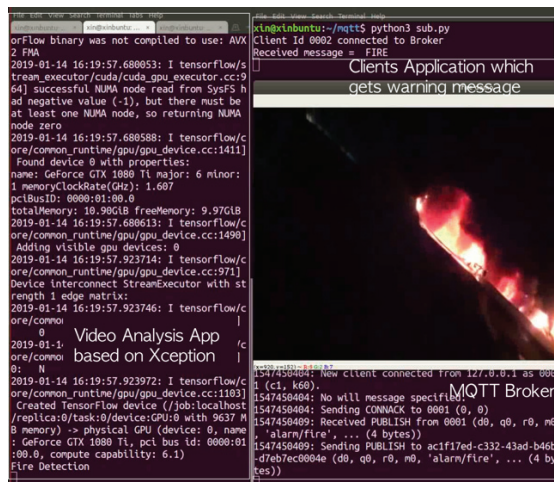 File Edit View Search Terminal Tabs Help
orFlow binary was not compiled to use: AVX
2 FMA
2019-01-14 16:19:57.680053: I tensorflow/s
tream_executor/cuda/cuda_gpu_executor.cc:9
64] successful NUMA node read from SysFS h
ad negative value (-1), but there must be
at least one NUMA node, so returning NUMA
node zero
2019-01-14 16:19:57.680588: I tensorflow/c
ore/common_runtime/gpu/gpu_device.cc:1411]
Found device 0 with properties:
name: GeForce GTX 1080 Ti major: 6 minor:
1 memoryClockRate(GHz): 1.607
pciBusID: 0000:01:00.0
totalMemory: 10.90GiB freeMemory: 9.97GiB
2019-01-14 16:19:57.680613: I tensorflow/c
ore/common_runtime/gpu/gpu_device.cc:1490]
Adding visible gpu devices: 0
2019-01-14 16:19:57.923714: I tensorflow/c
ore/common_runtime/gpu/gpu_device.cc:971]
Device interconnect StreamExecutor with st
rength 1 edge matrix:
2019-01-14 16:19:57.923746: I tensorflow/c
ore/commo
0
2019-01-1
ore/commo
0: N
Video Analysis App
based on Xception
2019-01-14 16:19:57.923972: I tensorflow/c
ore/common_runtime/gpu/gpu_device.cc:1103]
Created TensorFlow device (/job:localhost
/replica:0/task:0/device:GPU:0 with 9637 M
B memory) -> physical GPU (device: 0, name
: GeForce GTX 1080 Ti, pci bus id: 0000:01
:00.0, compute capability: 6.1)
Fire Detection
File Edit View Search Terminal Help
xin@xinbuntu:~/mqtt$ python3 sub.py
Client Id 0002 connected to Broker
Received message = FIRE
Clients Application which
gets warning message
1547450404: New client connected from 127.0.0.1 as 000
1 (c1, k60).
1547450404: No will message specified.
1547450404: Sending CONNACK to 0001 (0, 0)
1547450409: Received PUBLISH from 0001 (d0, q0, r0, m0
, 'alarm/fire', ... (4 bytes))
1547450409: Sending PUBLISH to ac1f17ed-c332-43ad-b46b
-d7eb7ec0004e (d0, q0, r0, m0, 'alarm/fire', ... (4 by
tes))
MQTT Broker